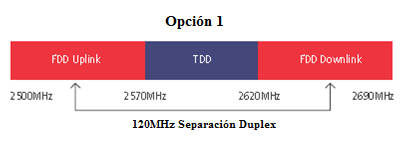 Opción 1
FDD Uplink TDD FDD Downlink
2500MHz 2570MHz 2620MHz 2690MHz
120MHz Separación Duplex